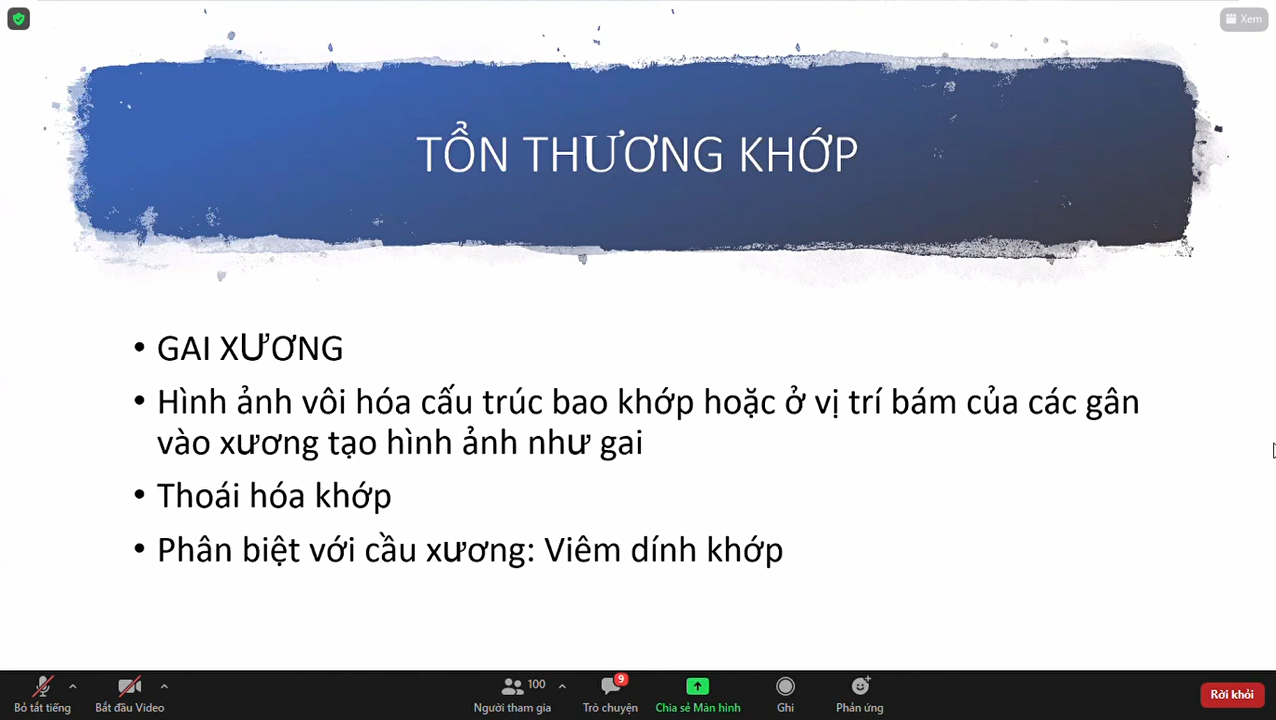 Xem
TỔN THƯƠNG KHỚP
• GAI XƯƠNG
• Hình ảnh vôi hóa cấu trúc bao khớp hoặc ở vị trí bám của các gân
vào xương tạo hình ảnh như gai
• Thoái hóa khớp
• Phân biệt với cầu xương: Viêm dính khớp
100
9
Bỏ tắt tiếng
Bắt đầu Video
Người tham gia
Trò chuyện
Chia sẻ Màn hình
Ghi
Phản ứng
Rời khỏi